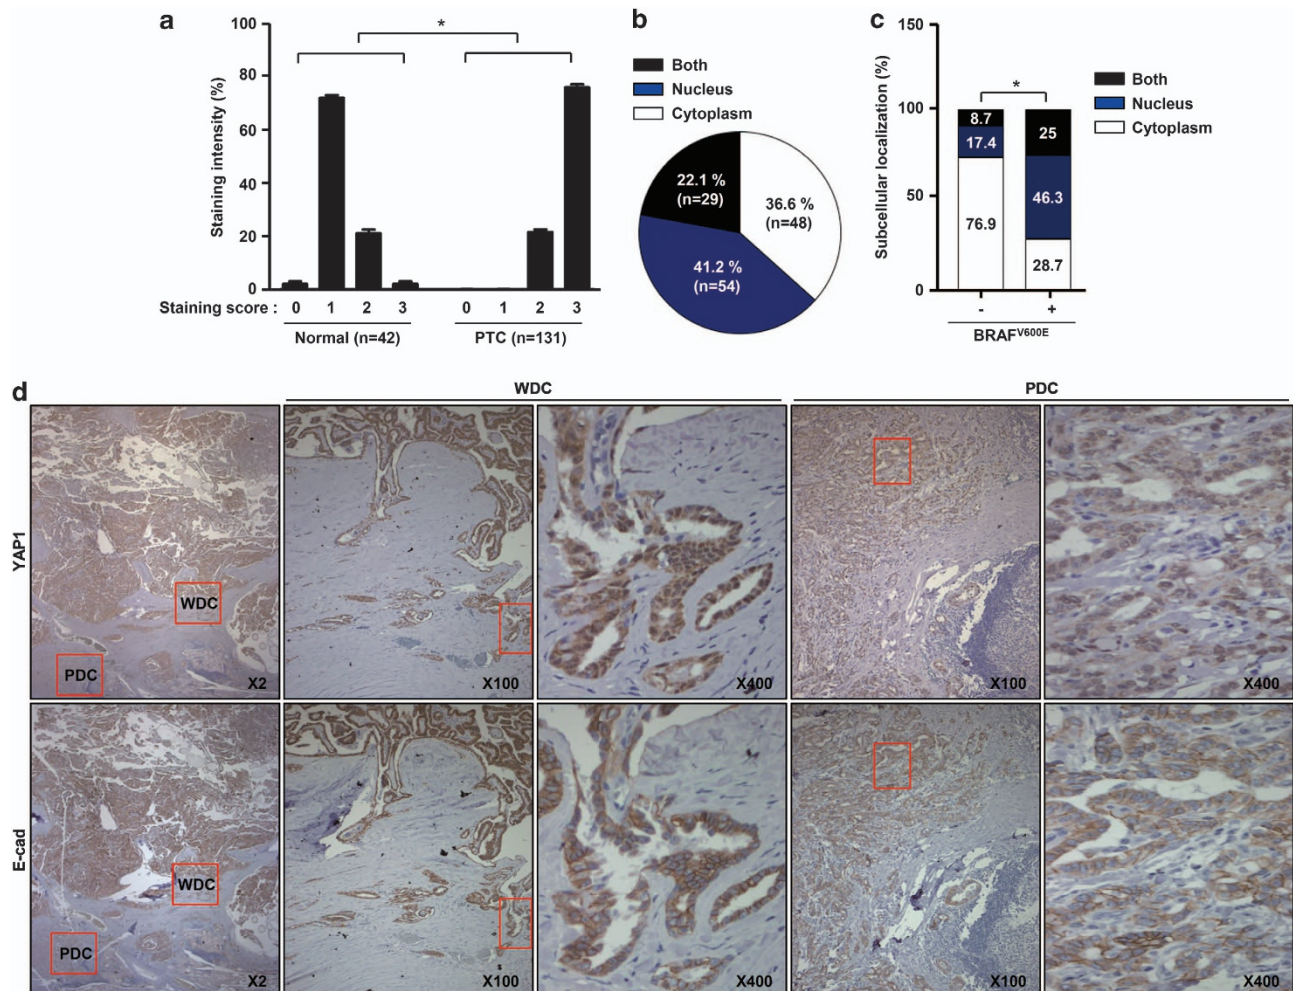 a
Staining intensity (%)
100
80
60
40
20
0
*
Staining score : 0 1 2 3 0 1 2 3
Normal (n=42) PTC (n=131)
b
Both
Nucleus
Cytoplasm
22.1 %
(n=29)
36.6 %
(n=48)
41.2 %
(n=54)
c
Subcellular localization (%)
150
100
50
0
*
8.7
17.4
76.9
25
46.3
28.7
- +
BRAFV600E
Both
Nucleus
Cytoplasm
d
WDC PDC
YAP1
WDC
PDC
X2
X100
X400
X100
X400
E-cad
WDC
PDC
X2
X100
X400
X100
X400